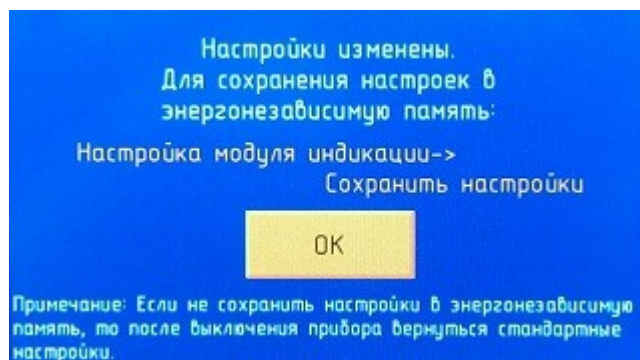 Настройки изменены.
Для сохранения настроек в
энергонезависимую память:
Настройка модуля индикации->
Сохранить настройки
OK
Примечание: Если не сохранить настройки в энергонезависимую
память, то после выключения прибора вернуться стандартные
настройки.